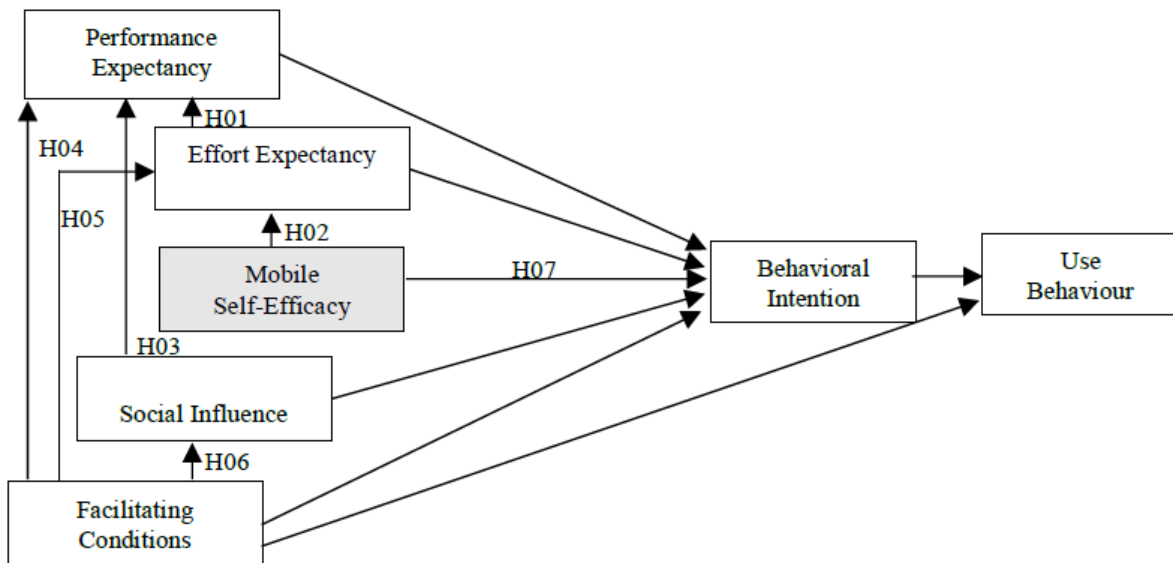 Performance
Expectancy
H01
H04
Effort Expectancy
H05
H02
Mobile
Self-Efficacy
H07
Behavioral
Intention
Use
Behaviour
H03
Social Influence
H06
Facilitating
Conditions